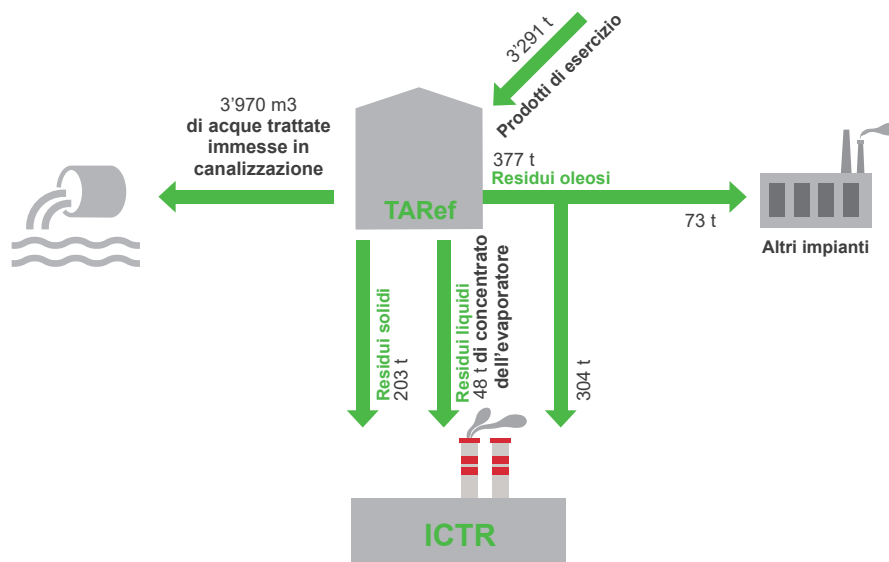 3'291 t
Prodotti di esercizio
3'970 m3
di acque trattate
immesse in
canalizzazione
377 t
Residui oleosi
TARef
73 t
Altri impianti
Residui solidi
203 t
Residui liquidi
48 t di concentrato
dell'evaporatore
304 t
ICTR